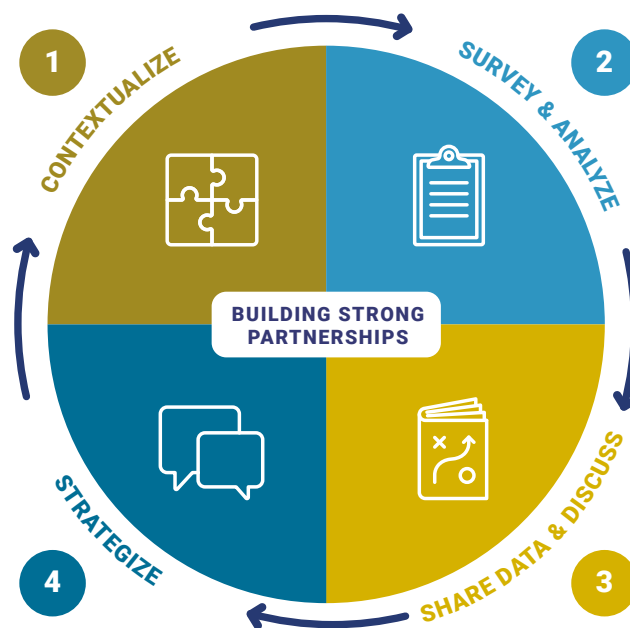 1
CONTEXTUALIZE
2
SURVEY & ANALYZE
BUILDING STRONG
PARTNERSHIPS
3
SHARE DATA & DISCUSS
4
STRATEGIZE